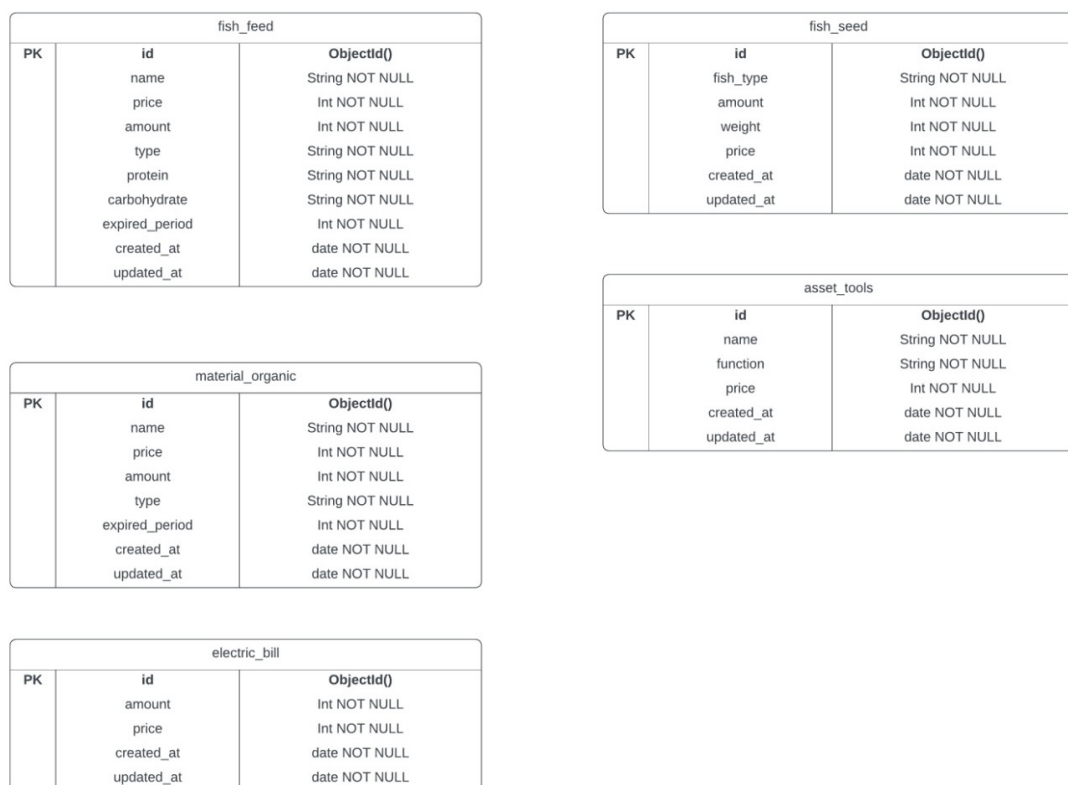 fish_feed
PK id ObjectId()
name String NOT NULL
price Int NOT NULL
amount Int NOT NULL
type String NOT NULL
protein String NOT NULL
carbohydrate String NOT NULL
expired_period Int NOT NULL
created_at date NOT NULL
updated_at date NOT NULL
material_organic
PK id ObjectId()
name String NOT NULL
price Int NOT NULL
amount Int NOT NULL
type String NOT NULL
expired_period Int NOT NULL
created_at date NOT NULL
updated_at date NOT NULL
electric_bill
PK id ObjectId()
amount Int NOT NULL
price Int NOT NULL
created_at date NOT NULL
updated_at date NOT NULL
fish_seed
PK id ObjectId()
fish_type String NOT NULL
amount Int NOT NULL
weight Int NOT NULL
price Int NOT NULL
created_at date NOT NULL
updated_at date NOT NULL
asset_tools
PK id ObjectId()
name String NOT NULL
function String NOT NULL
price Int NOT NULL
created_at date NOT NULL
updated_at date NOT NULL